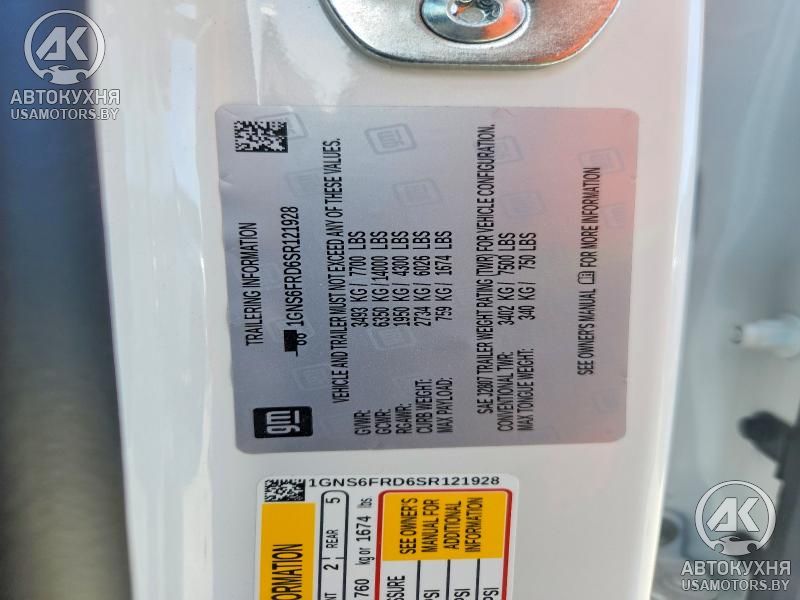 АК
АВТОКУХНЯ
USAMOTORS.BY
TRAILERING INFORMATION
1GNS6FRD6SR121928
VEHICLE AND TRAILER MUST NOT EXCEED ANY OF THESE VALUES.
GVWR: 3493 KG / 7700 LBS
GCWR: 6350 KG / 14000 LBS
RGAWR: 1950 KG / 4300 LBS
CURB WEIGHT: 2734 KG / 6026 LBS
MAX PAYLOAD: 759 KG / 1674 LBS
SAE J2807 TRAILER WEIGHT RATING (TWR) FOR VEHICLE CONFIGURATION.
CONVENTIONAL TWR: 3402 KG / 7500 LBS
MAX TONGUE WEIGHT: 340 KG / 750 LBS
SEE OWNER'S MANUAL FOR MORE INFORMATION
gm
1GNS6FRD6SR121928
2 REAR 5
760 kg or 1674 lbs
SEE OWNER'S
MANUAL FOR
ADDITIONAL
INFORMATION
АК
АВТОКУХНЯ
USAMOTORS.BY